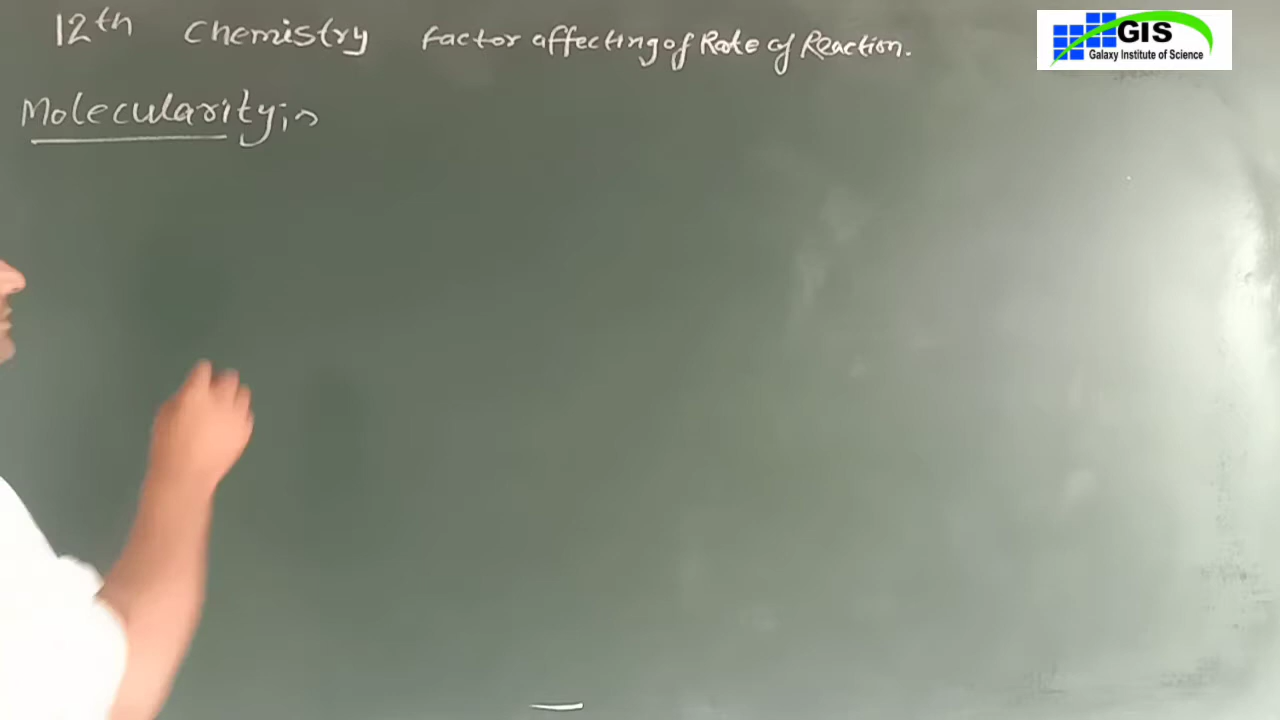 12th Chemistry factor affecting of Rate of Reaction.
GIS
Galaxy Institute of Science
Molecularity;->